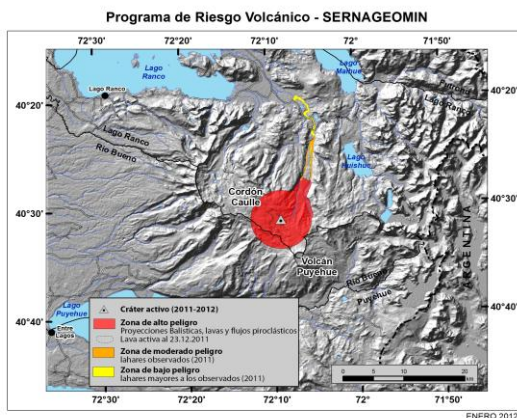 Programa de Riesgo Volcánico - SERNAGEOMIN
72°30' 72°20' 72°10' 72°00' 71°50'
Lago Ranco
Lago Maihue
Lago Ranco
40°20' 40°20'
Lago Ranco
Lago Ranco
Río Bueno
Lago Huishue
Cordón Caulle
40°30' 40°30'
Volcán Puyehue
ARGENTINA
Río Bueno
Puyehue
Lago Puyehue
40°40' 40°40'
Entre Lagos
Cráter activo (2011-2012)
Zona de alto peligro
Proyecciones Balísticas, lavas y flujos piroclásticos
Lava activa al 23.12.2011
Zona de moderado peligro
lahares observados (2011)
Zona de bajo peligro
lahares mayores a los observados (2011)
0 5 10 20
km
72°30' 72°20' 72°10' 72°00' 71°50'
ENERO 2012